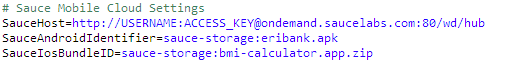 # Sauce Mobile Cloud Settings
SauceHost=http://USERNAME:ACCESS_KEY@ondemand.saucelabs.com:80/wd/hub
SauceAndroidIdentifier=sauce-storage:eribank.apk
SauceIosBundleID=sauce-storage:bmi-calculator.app.zip